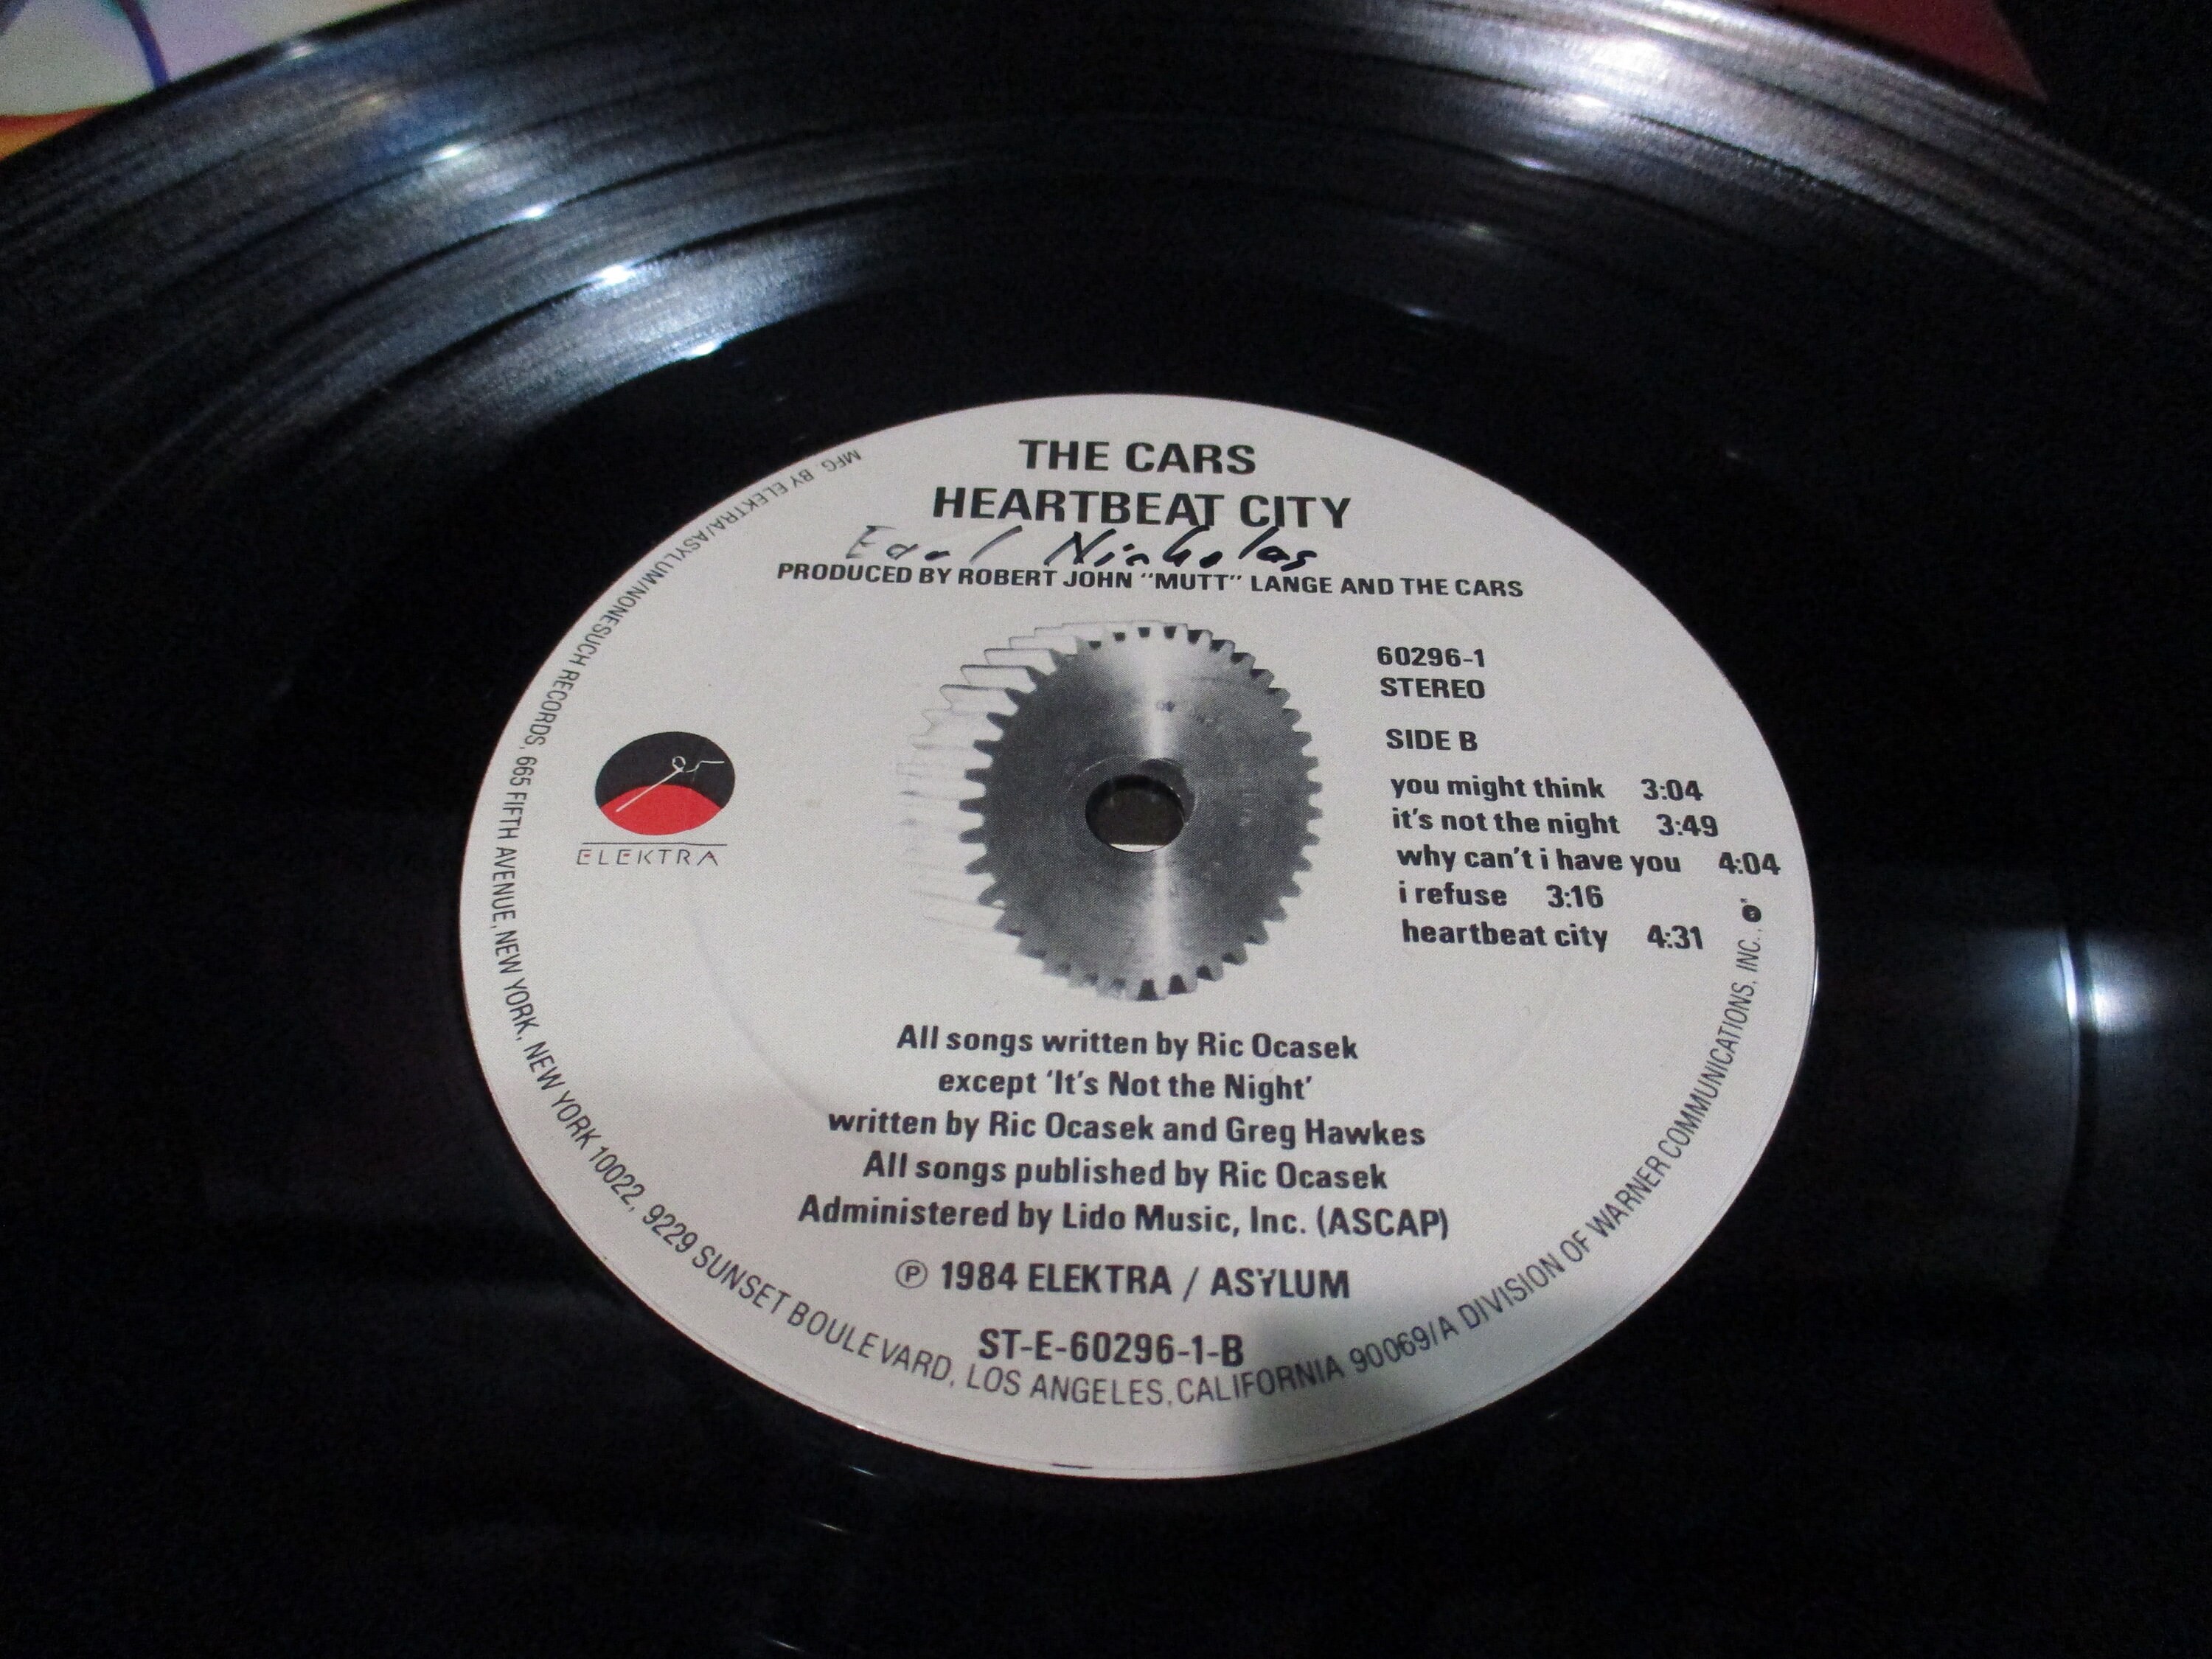 THE CARS
HEARTBEAT CITY
Earl Nicholas
PRODUCED BY ROBERT JOHN "MUTT" LANGE AND THE CARS
60296-1
STEREO
SIDE B
you might think 3:04
it's not the night 3:49
why can't i have you 4:04
i refuse 3:16
heartbeat city 4:31
ELEKTRA
All songs written by Ric Ocasek
except 'It's Not the Night'
written by Ric Ocasek and Greg Hawkes
All songs published by Ric Ocasek
Administered by Lido Music, Inc. (ASCAP)
℗ 1984 ELEKTRA / ASYLUM
ST-E-60296-1-B
MFG. BY ELEKTRA/ASYLUM/NONESUCH RECORDS, 665 FIFTH AVENUE, NEW YORK, NEW YORK 10022, 9229 SUNSET BOULEVARD, LOS ANGELES, CALIFORNIA 90069/A DIVISION OF WARNER COMMUNICATIONS, INC.,